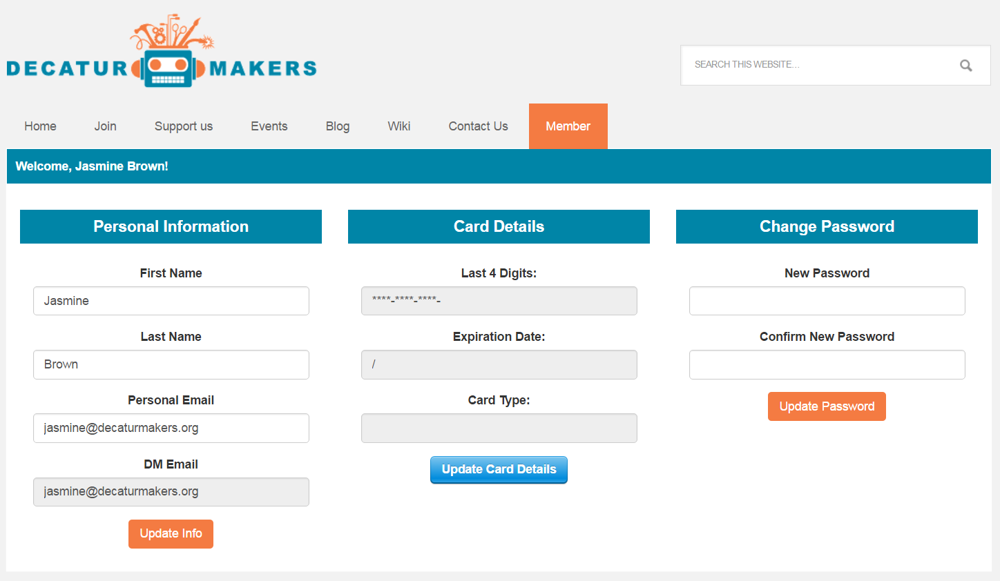 DECATUR MAKERS
SEARCH THIS WEBSITE...
Home Join Support us Events Blog Wiki Contact Us Member
Welcome, Jasmine Brown!
Personal Information
First Name
Jasmine
Last Name
Brown
Personal Email
jasmine@decaturmakers.org
DM Email
jasmine@decaturmakers.org
Update Info
Card Details
Last 4 Digits:
****-****-****-
Expiration Date:
/
Card Type:
Update Card Details
Change Password
New Password
Confirm New Password
Update Password